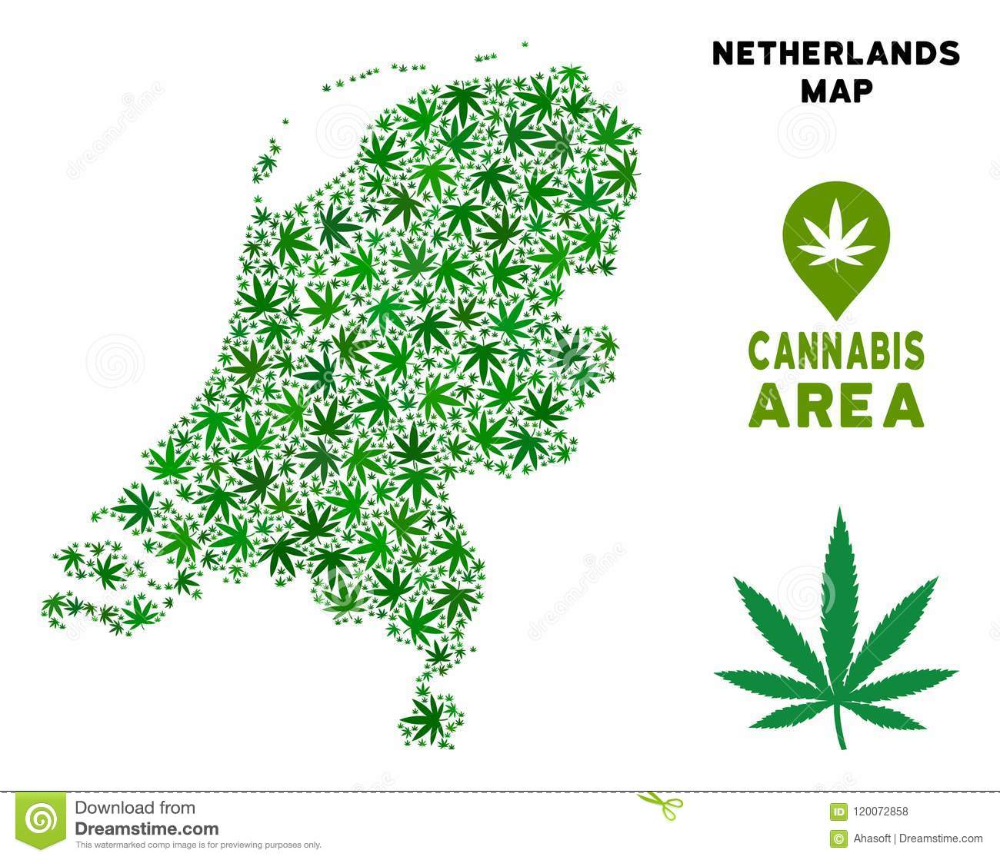 NETHERLANDS
MAP
CANNABIS
AREA
dreamstime
Download from
Dreamstime.com
This watermarked comp image is for previewing purposes only.
ID 120072858
© Ahasoft | Dreamstime.com